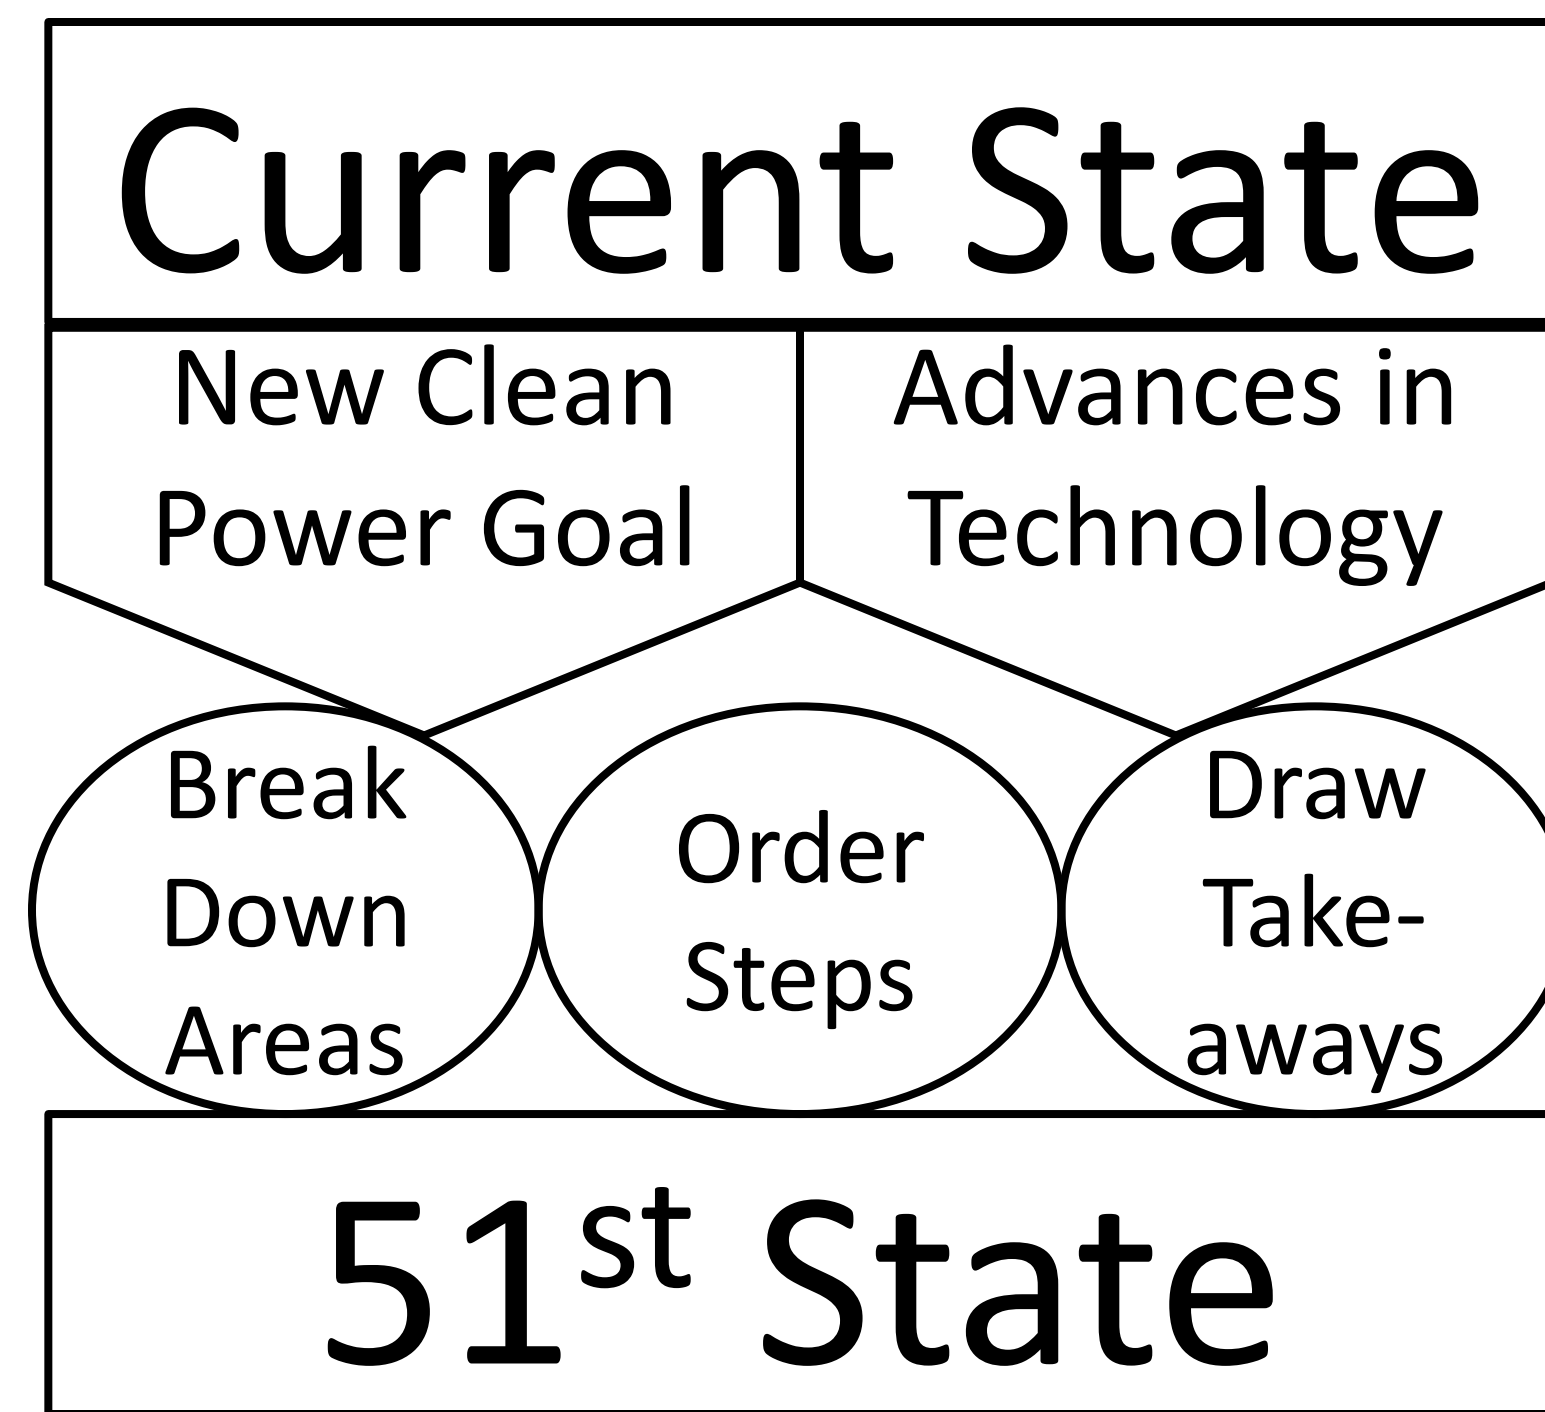 Current State
New Clean
Power Goal
Advances in
Technology
Break
Down
Areas
Order
Steps
Draw
Take-
aways
51st State